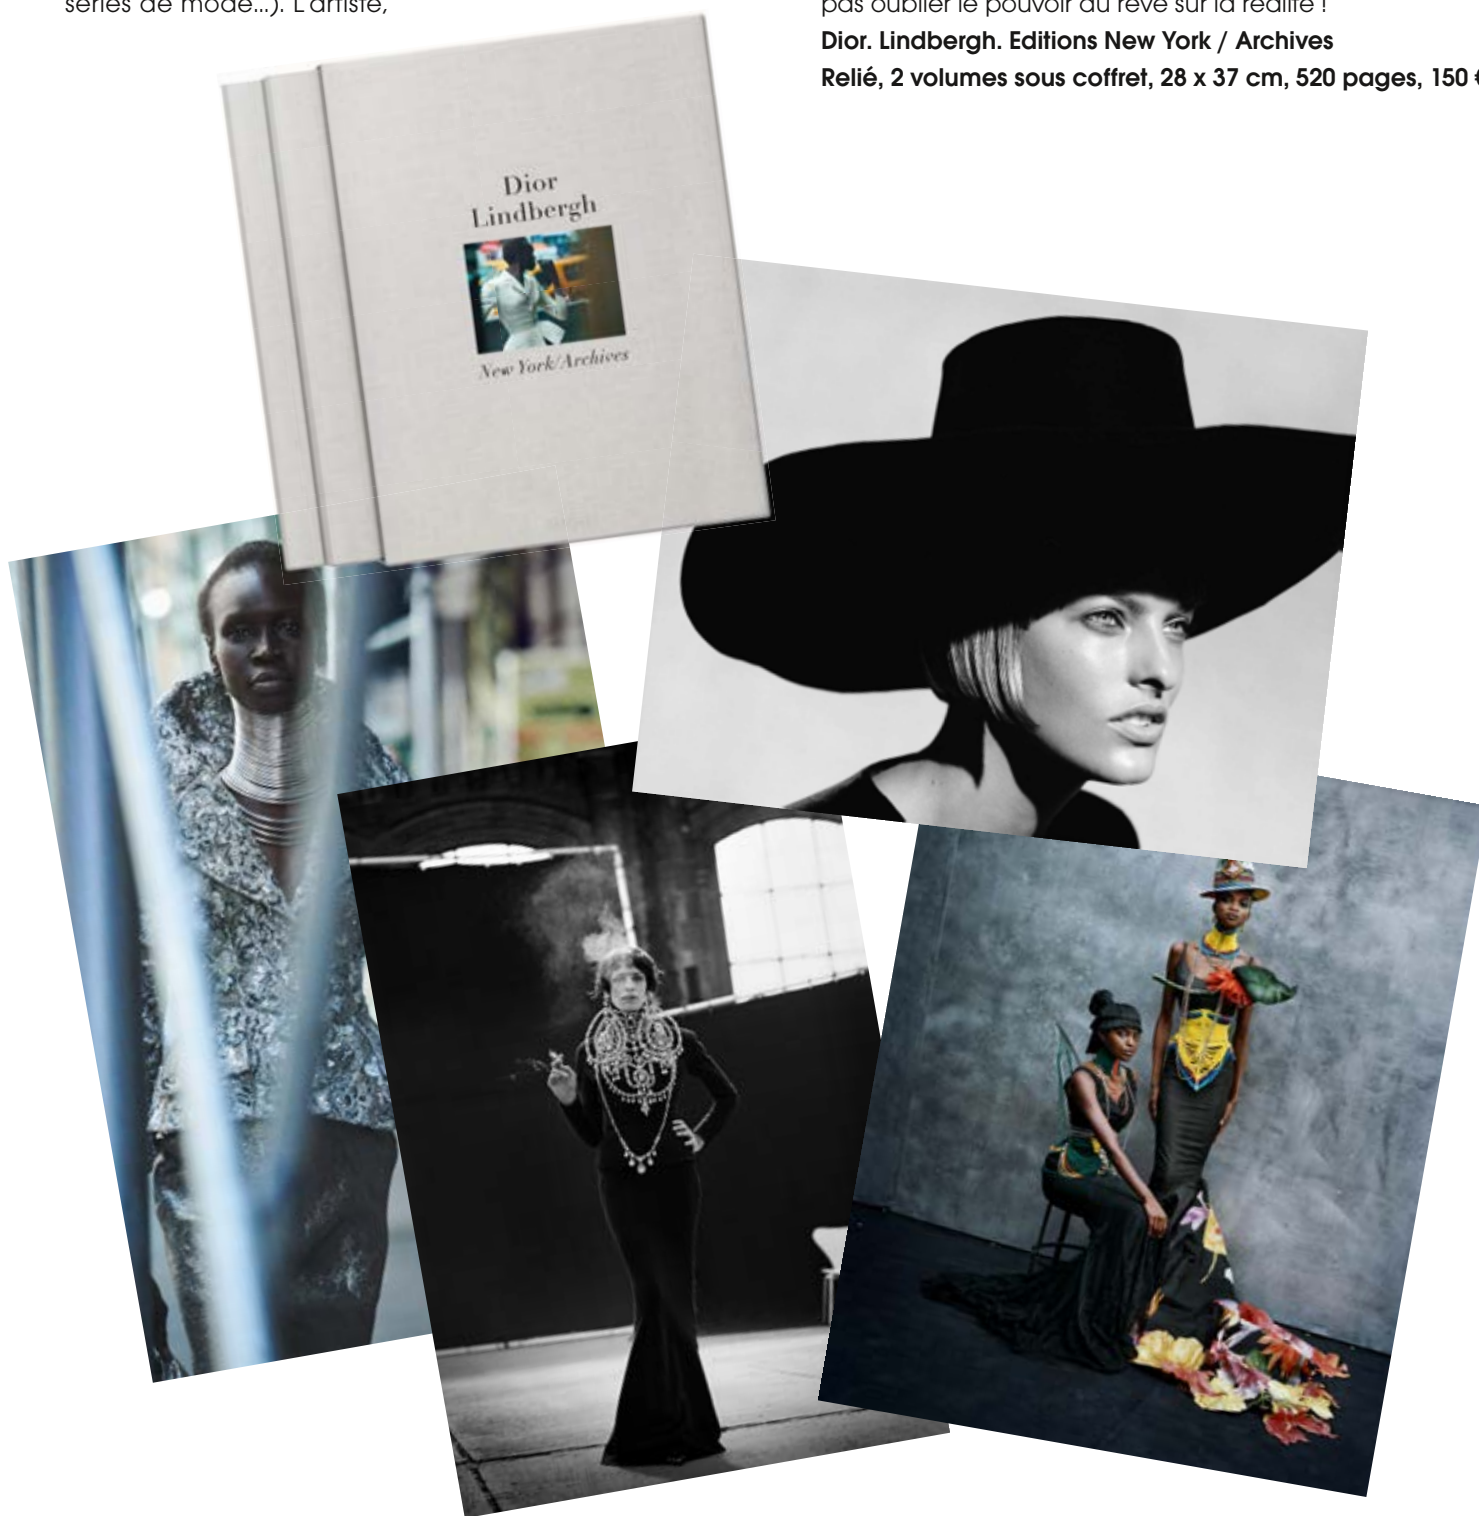 séries de mode...). L'artiste,
pas oublier le pouvoir du rêve sur la réalité !
Dior. Lindbergh. Editions New York / Archives
Relié, 2 volumes sous coffret, 28 x 37 cm, 520 pages, 150 €
Dior
Lindbergh
New York/Archives